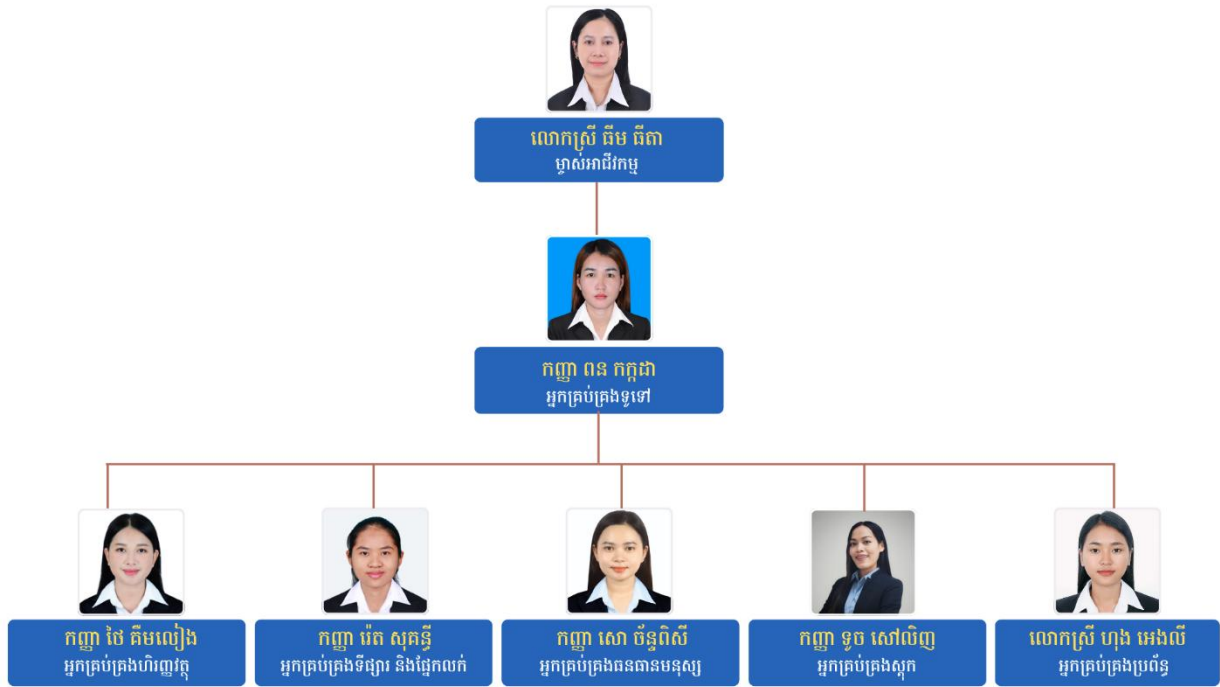 លោកស្រី ធីម ធីតា
ម្ចាស់អាជីវកម្ម
កញ្ញា ពន កក្កដា
អ្នកគ្រប់គ្រងទូទៅ
កញ្ញា ថៃ គឹមលៀង
អ្នកគ្រប់គ្រងហិរញ្ញវត្ថុ
កញ្ញា រ៉េត សុគន្ធី
អ្នកគ្រប់គ្រងទីផ្សារ និងផ្នែកលក់
កញ្ញា សោ ច័ន្ទពិសី
អ្នកគ្រប់គ្រងធនធានមនុស្ស
កញ្ញា ទូច សៅលិញ
អ្នកគ្រប់គ្រងស្តុក
លោកស្រី ហុង អេងលី
អ្នកគ្រប់គ្រងប្រព័ន្ធ